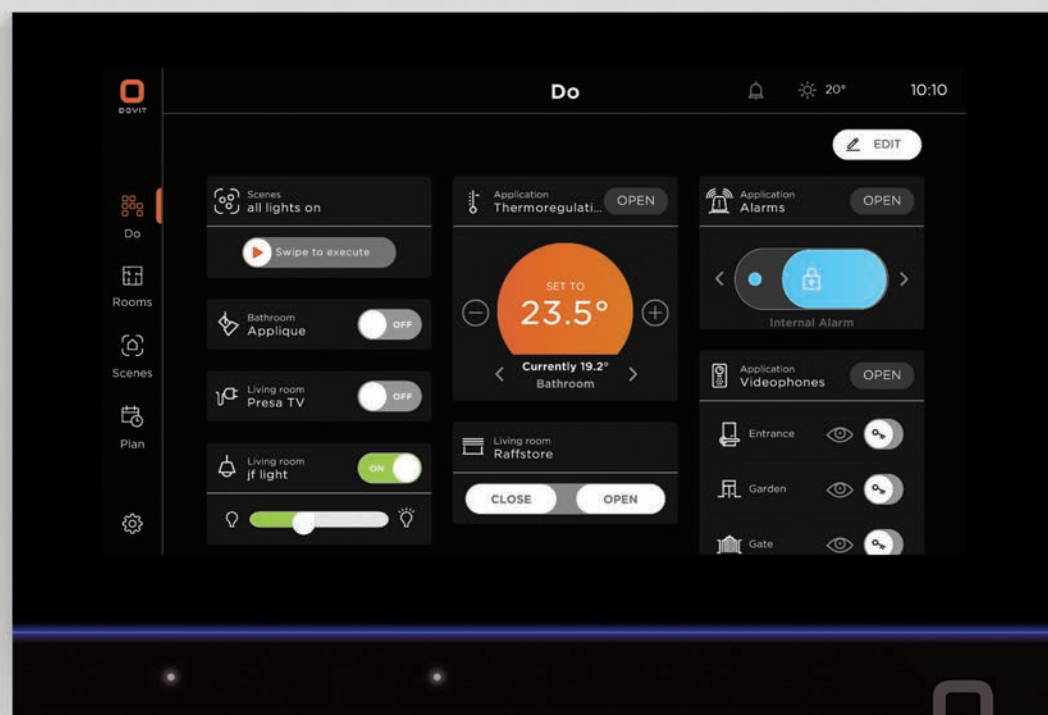 DOVIT
Do
20°
10:10
EDIT
Do
Rooms
Scenes
Plan
Scenes
all lights on
Swipe to execute
Bathroom
Applique
OFF
Living room
Presa TV
OFF
Living room
jf light
ON
Application
Thermoregulati...
OPEN
SET TO
23.5°
Currently 19.2°
Bathroom
Living room
Raffstore
CLOSE
OPEN
Application
Alarms
OPEN
Internal Alarm
Application
Videophones
OPEN
Entrance
Garden
Gate